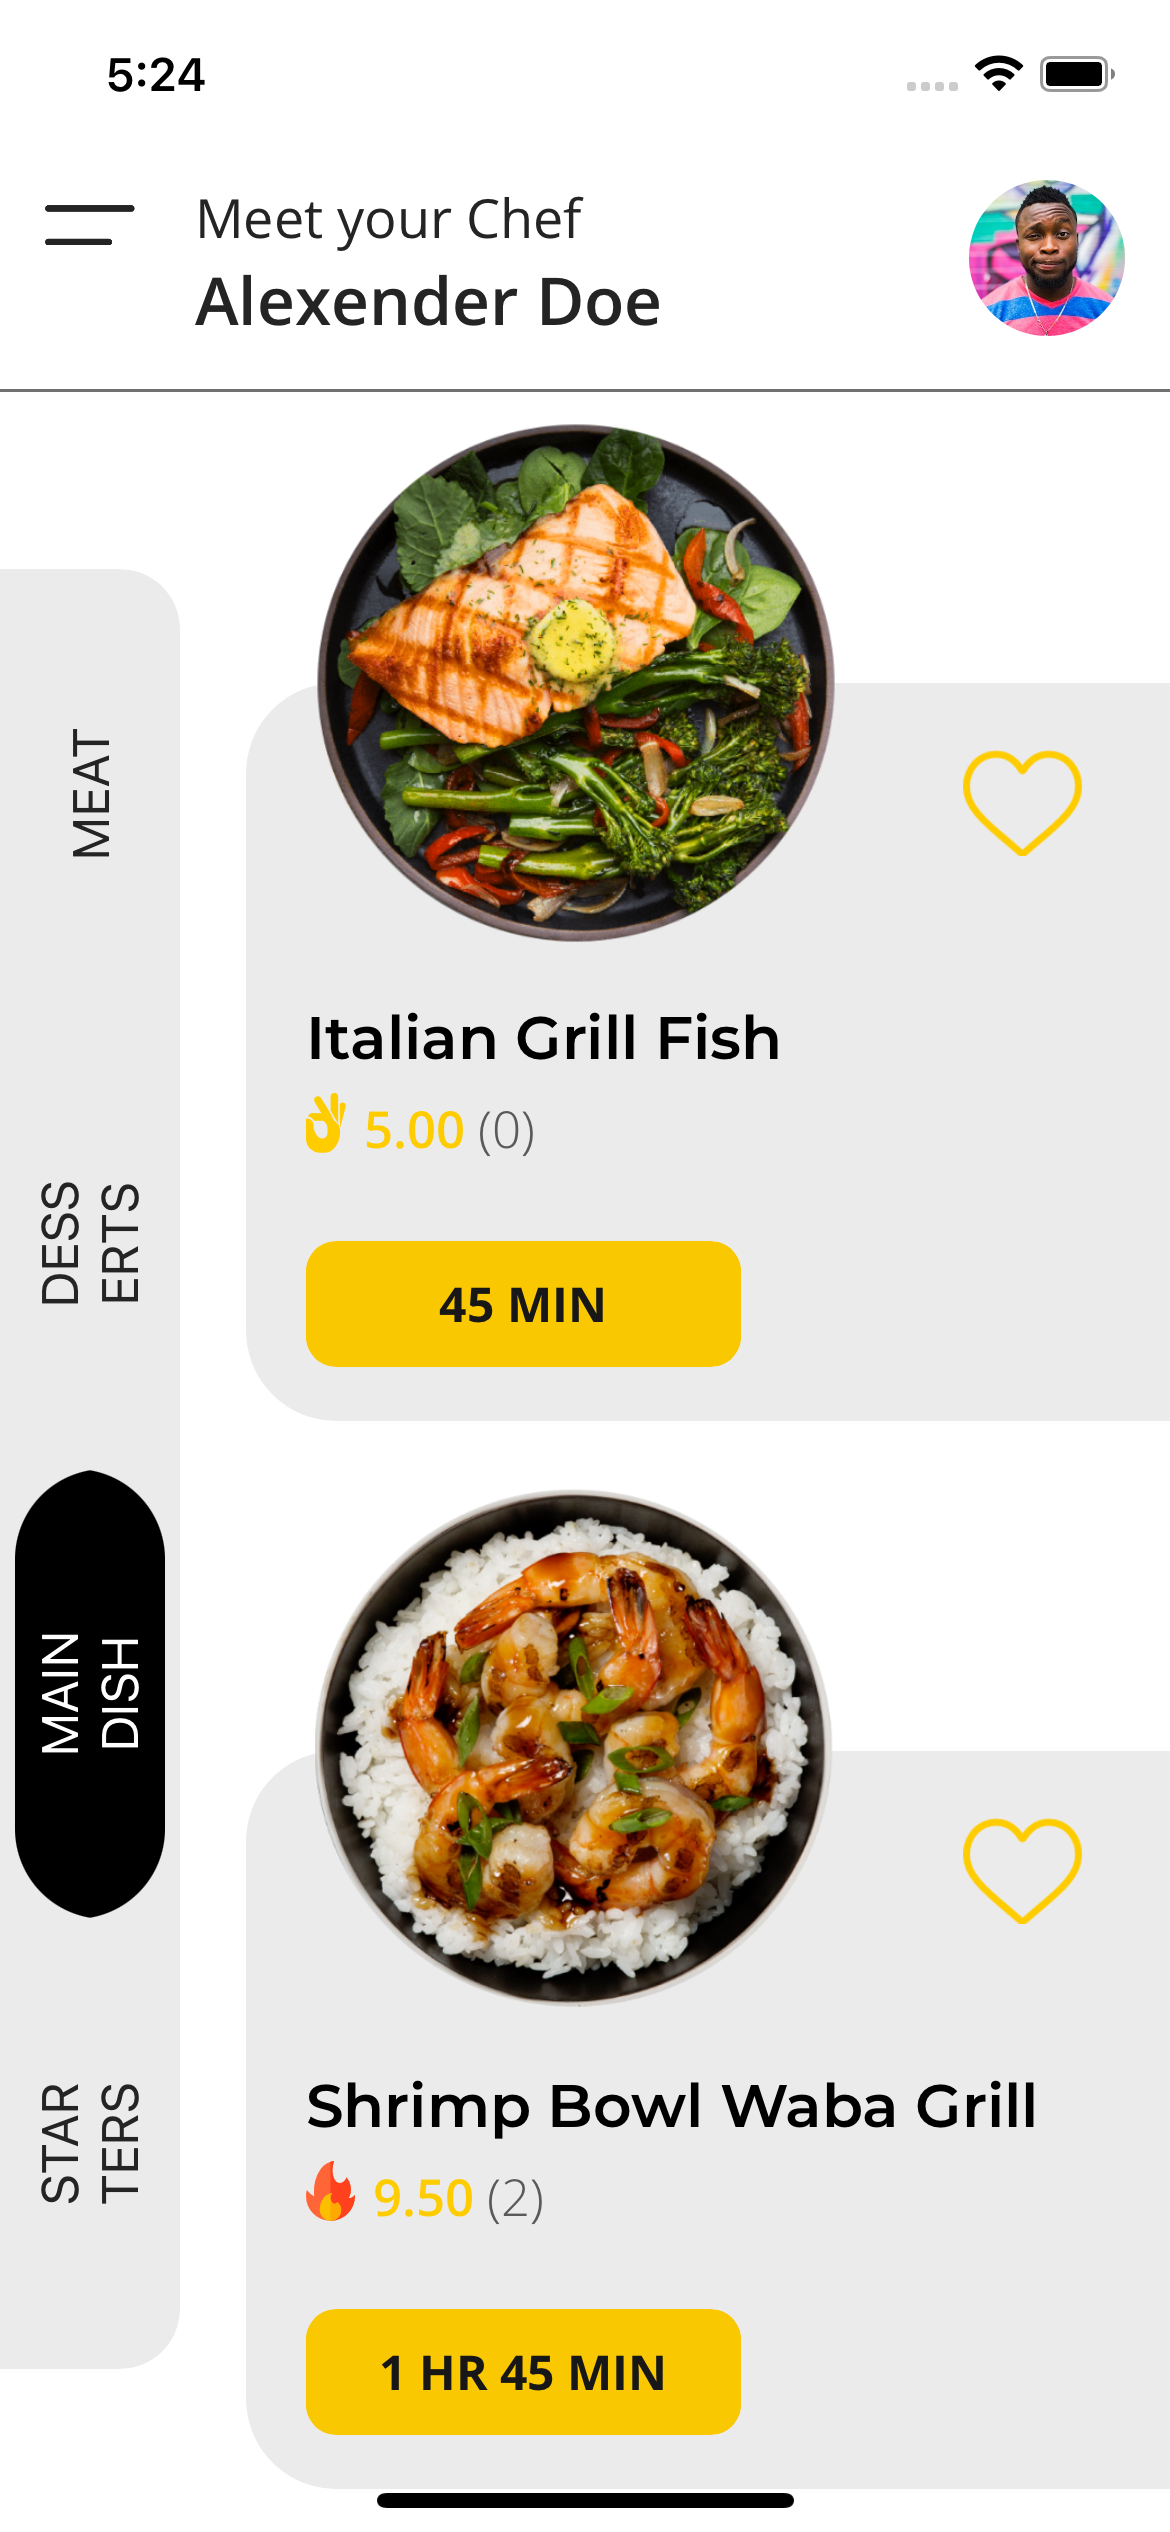 5:24
Meet your Chef
Alexender Doe
MEAT
DESS
ERTS
MAIN
DISH
STAR
TERS
Italian Grill Fish
5.00 (0)
45 MIN
Shrimp Bowl Waba Grill
9.50 (2)
1 HR 45 MIN